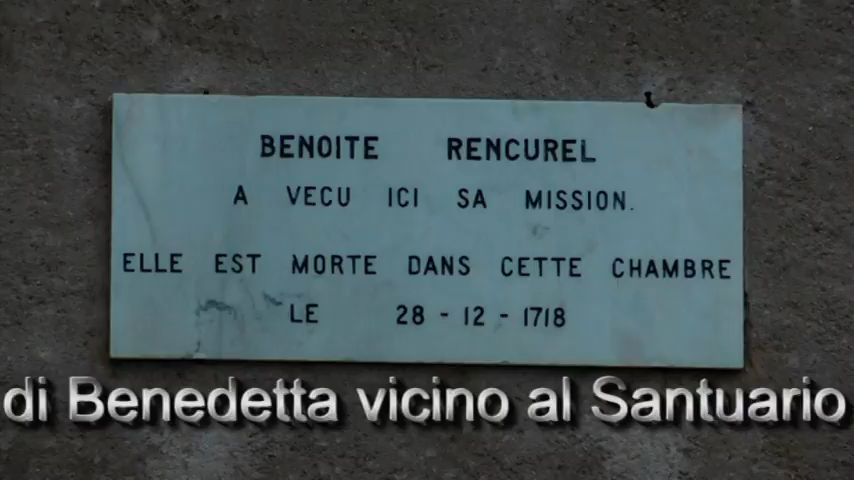 BENOITE RENCUREL
A VECU ICI SA MISSION.
ELLE EST MORTE DANS CETTE CHAMBRE
LE 28 - 12 - 1718
di Benedetta vicino al Santuario